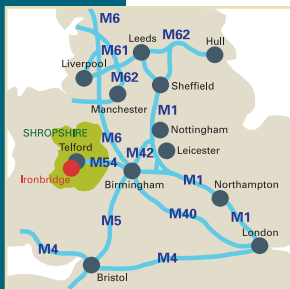 M6
Leeds
M62
Hull
M61
Liverpool
M62
Sheffield
Manchester
M1
SHROPSHIRE
M6
Nottingham
Telford
M42
Leicester
M54
Ironbridge
Birmingham
M1
Northampton
M5
M40
M1
London
M4
M4
Bristol